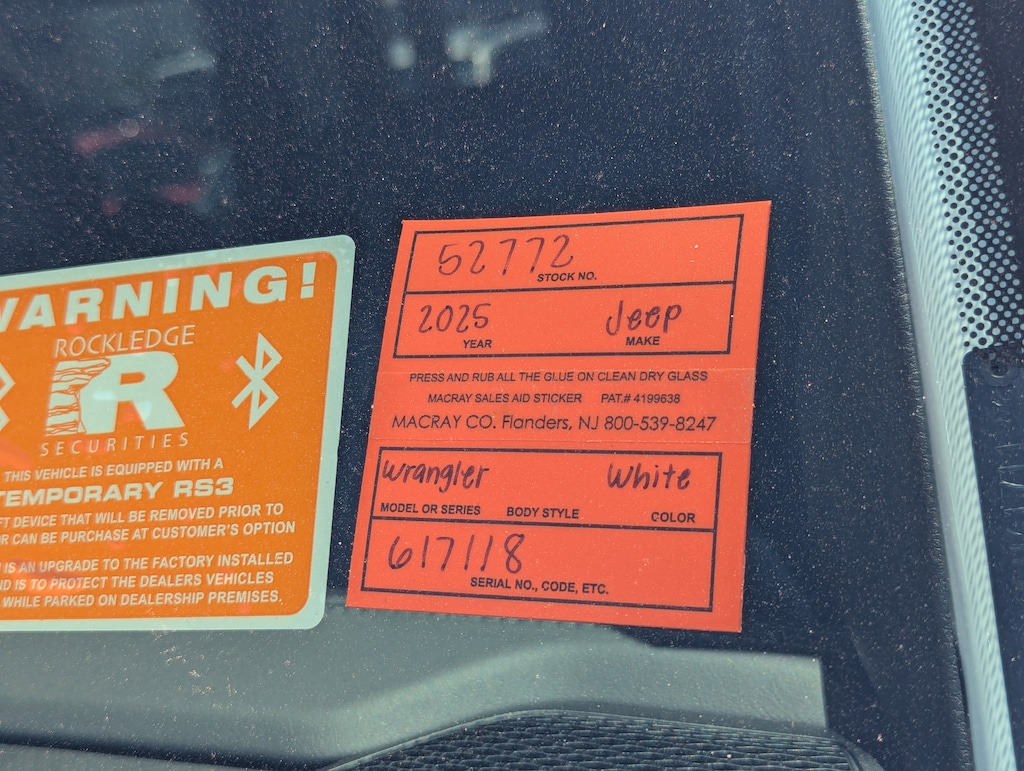 WARNING!
ROCKLEDGE
R
SECURITIES
THIS VEHICLE IS EQUIPPED WITH A
TEMPORARY RS3
DEVICE THAT WILL BE REMOVED PRIOR TO
CAN BE PURCHASE AT CUSTOMER'S OPTION
IS AN UPGRADE TO THE FACTORY INSTALLED
IS TO PROTECT THE DEALERS VEHICLES
WHILE PARKED ON DEALERSHIP PREMISES.
52772
STOCK NO.
2025 Jeep
YEAR MAKE
PRESS AND RUB ALL THE GLUE ON CLEAN DRY GLASS
MACRAY SALES AID STICKER PAT.# 4199638
MACRAY CO. Flanders, NJ 800-539-8247
Wrangler White
MODEL OR SERIES BODY STYLE COLOR
617118
SERIAL NO., CODE, ETC.